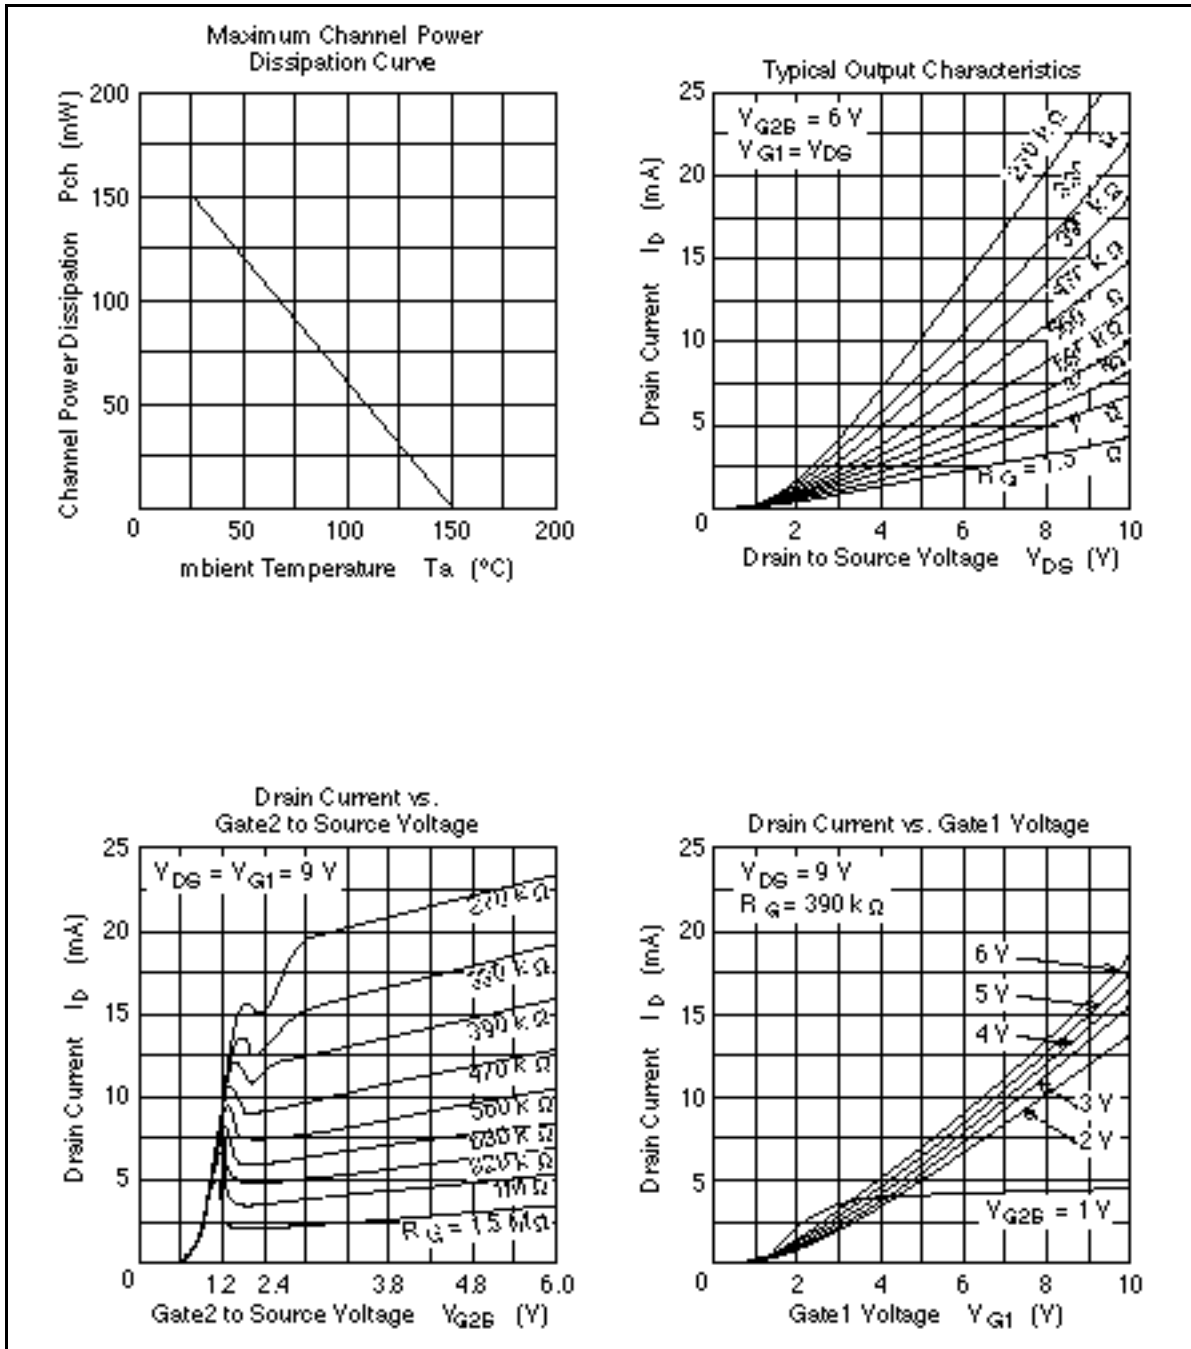 Maximum Channel Power
Dissipation Curve
Channel Power Dissipation Pch (mW)
200
150
100
50
0
50
100
150
200
mbient Temperature Ta (°C)
Typical Output Characteristics
Drain Current I D (mA)
25
20
15
10
5
0
V G2S = 6 V
V G1 = V DS
270 k Ω
Ω
k Ω
470 k Ω
Ω
k Ω
Ω
Ω
R G = 1.5 Ω
2
4
6
8
10
Drain to Source Voltage V DS (V)
Drain Current vs.
Gate2 to Source Voltage
Drain Current I D (mA)
25
20
15
10
5
0
V DS = V G1 = 9 V
270 k Ω
330 k Ω
390 k Ω
470 k Ω
560 k Ω
680 k Ω
820 k Ω
1M Ω
R G = 1.5 M Ω
1.2
2.4
3.8
4.8
6.0
Gate2 to Source Voltage V G2S (V)
Drain Current vs. Gate1 Voltage
Drain Current I D (mA)
25
20
15
10
5
0
V DS = 9 V
R G = 390 k Ω
6 V
5 V
4 V
3 V
2 V
V G2S = 1 V
2
4
6
8
10
Gate1 Voltage V G1 (V)